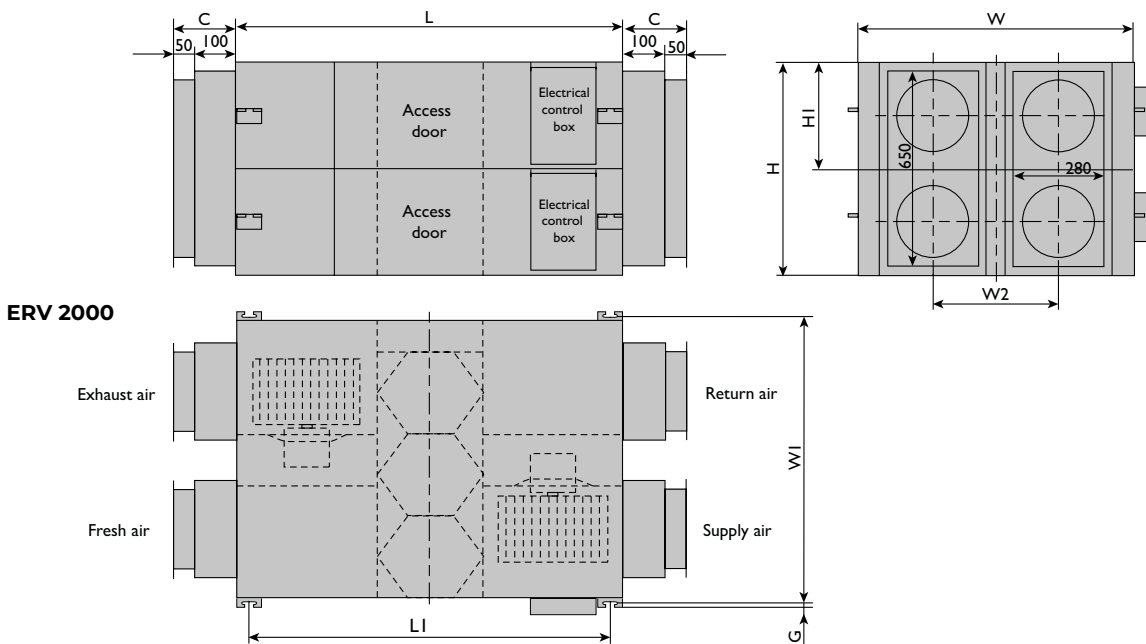 C
L
C
50
100
100
50
Access
door
Electrical
control
box
Access
door
Electrical
control
box
W
H
H1
650
280
W2
ERV 2000
Exhaust air
Return air
Fresh air
Supply air
W1
L1
G